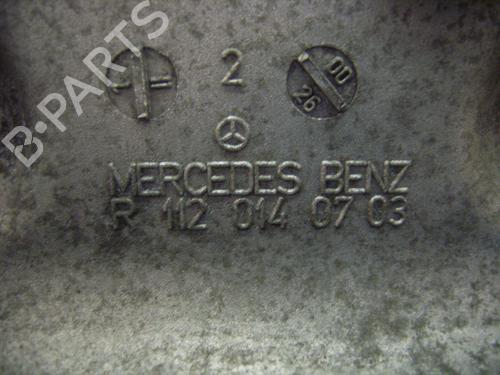 2
00
26
MERCEDES BENZ
R 112 014 07 03
B-PARTS